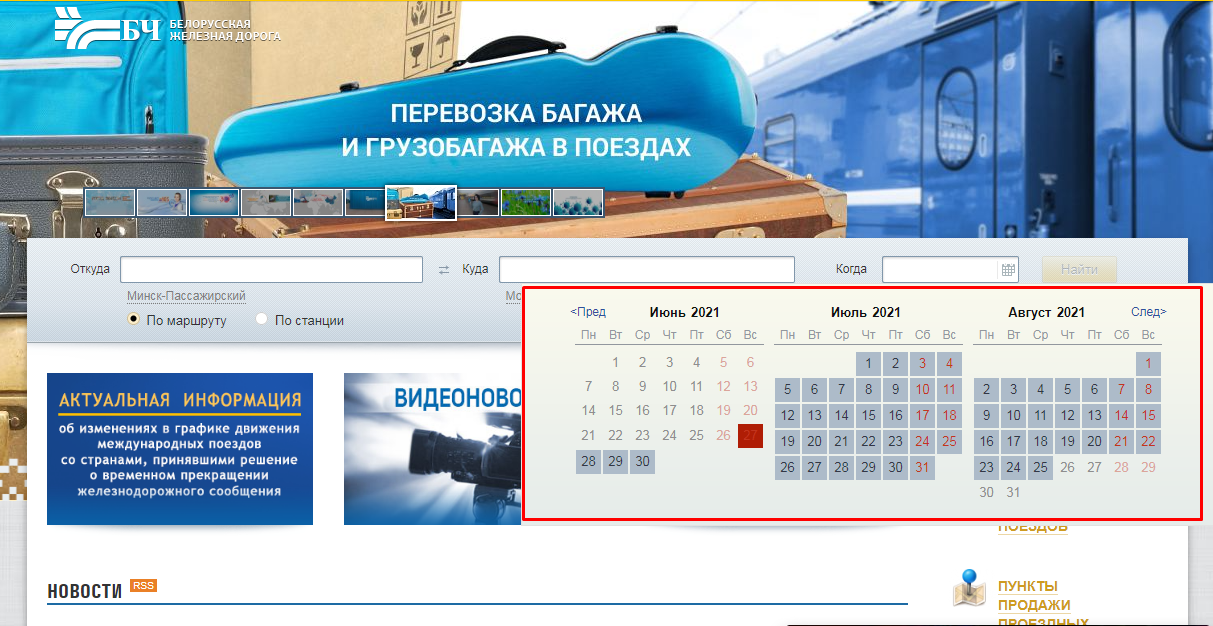 БЧ БЕЛОРУССКАЯ
ЖЕЛЕЗНАЯ ДОРОГА
ПЕРЕВОЗКА БАГАЖА
И ГРУЗОБАГАЖА В ПОЕЗДАХ
Откуда Куда Когда Найти
Минск-Пассажирский
По маршруту По станции
<Пред Июнь 2021 Июль 2021 Август 2021 След>
Пн Вт Ср Чт Пт Сб Вс Пн Вт Ср Чт Пт Сб Вс Пн Вт Ср Чт Пт Сб Вс
1 2 3 4 5 6 1 2 3 4 1
7 8 9 10 11 12 13 5 6 7 8 9 10 11 2 3 4 5 6 7 8
14 15 16 17 18 19 20 12 13 14 15 16 17 18 9 10 11 12 13 14 15
21 22 23 24 25 26 27 19 20 21 22 23 24 25 16 17 18 19 20 21 22
28 29 30 26 27 28 29 30 31 23 24 25 26 27 28 29
30 31
АКТУАЛЬНАЯ ИНФОРМАЦИЯ
об изменениях в графике движения
международных поездов
со странами, принявшими решение
о временном прекращении
железнодорожного сообщения
ВИДЕОНОВО
ПОЕЗДОВ
НОВОСТИ RSS
ПУНКТЫ
ПРОДАЖИ
ПРОЕЗДНЫХ